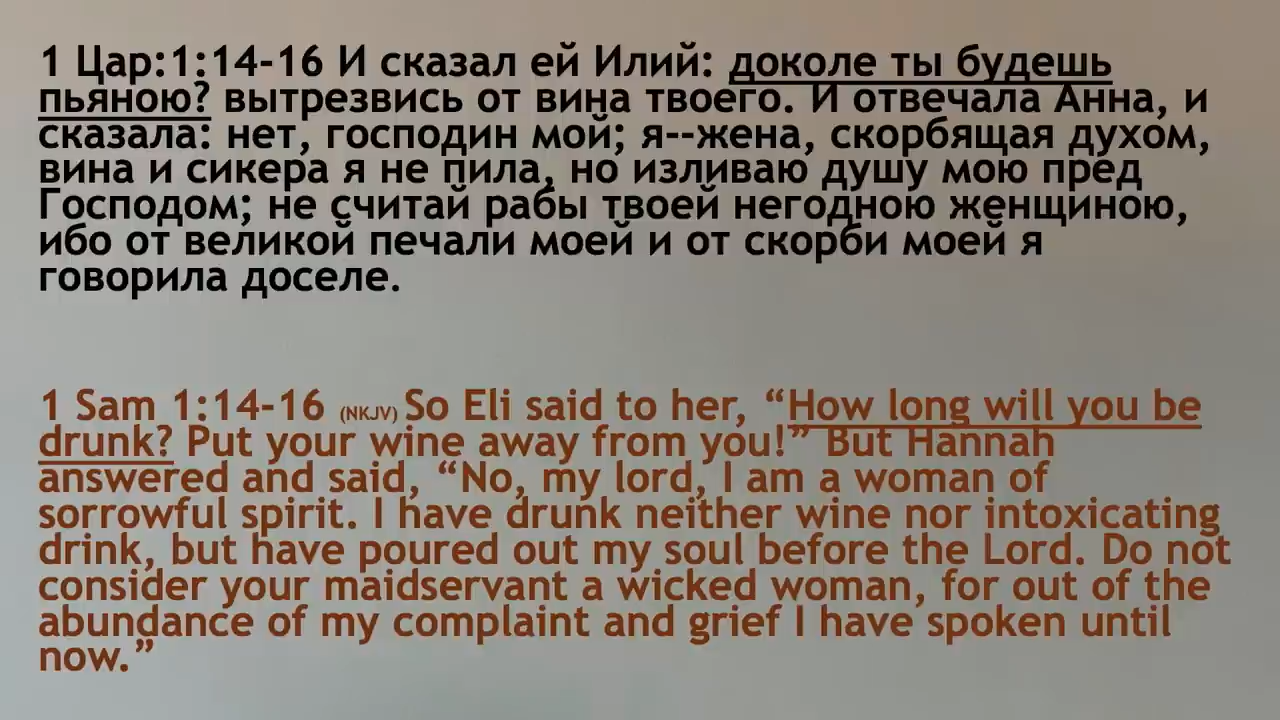 1 Цар:1:14-16 И сказал ей Илий: доколе ты будешь
пьяною? вытрезвись от вина твоего. И отвечала Анна, и
сказала: нет, господин мой; я--жена, скорбящая духом,
вина и сикера я не пила, но изливаю душу мою пред
Господом; не считай рабы твоей негодною женщиною,
ибо от великой печали моей и от скорби моей я
говорила доселе.
1 Sam 1:14-16 (NKJV) So Eli said to her, “How long will you be
drunk? Put your wine away from you!” But Hannah
answered and said, “No, my lord, I am a woman of
sorrowful spirit. I have drunk neither wine nor intoxicating
drink, but have poured out my soul before the Lord. Do not
consider your maidservant a wicked woman, for out of the
abundance of my complaint and grief I have spoken until
now.”